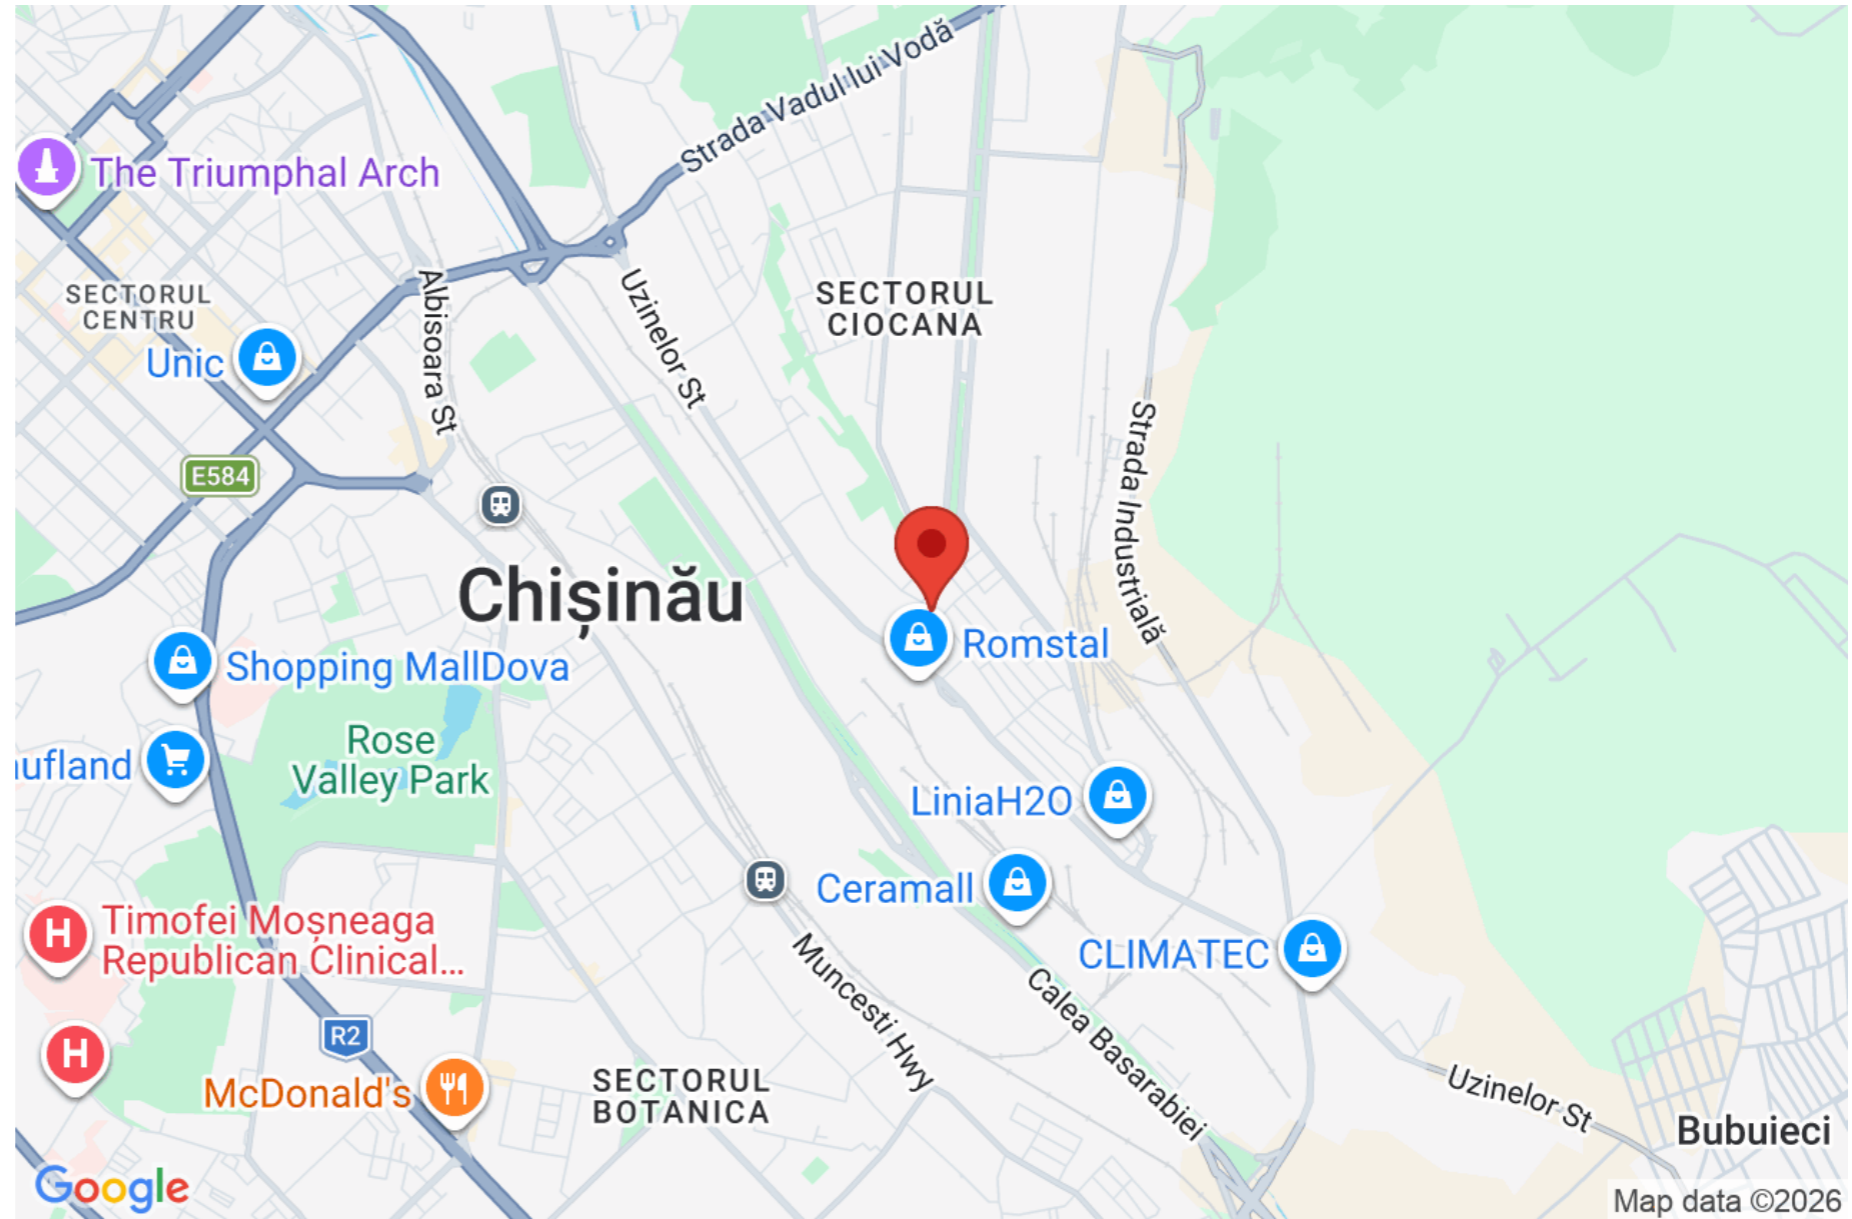 Strada Vadul lui Vodă
The Triumphal Arch
SECTORUL
CENTRU
Albisoara St
Uzinelor St
SECTORUL
CIOCANA
Unic
E584
Strada Industrială
Chișinău
Romstal
Shopping MallDova
Rose
Valley Park
ufland
LiniaH2O
Ceramall
Timofei Moșneaga
Republican Clinical...
H
CLIMATEC
Muncesti Hwy
Calea Basarabiei
R2
H
McDonald's
SECTORUL
BOTANICA
Uzinelor St
Bubuieci
Google
Map data ©2026